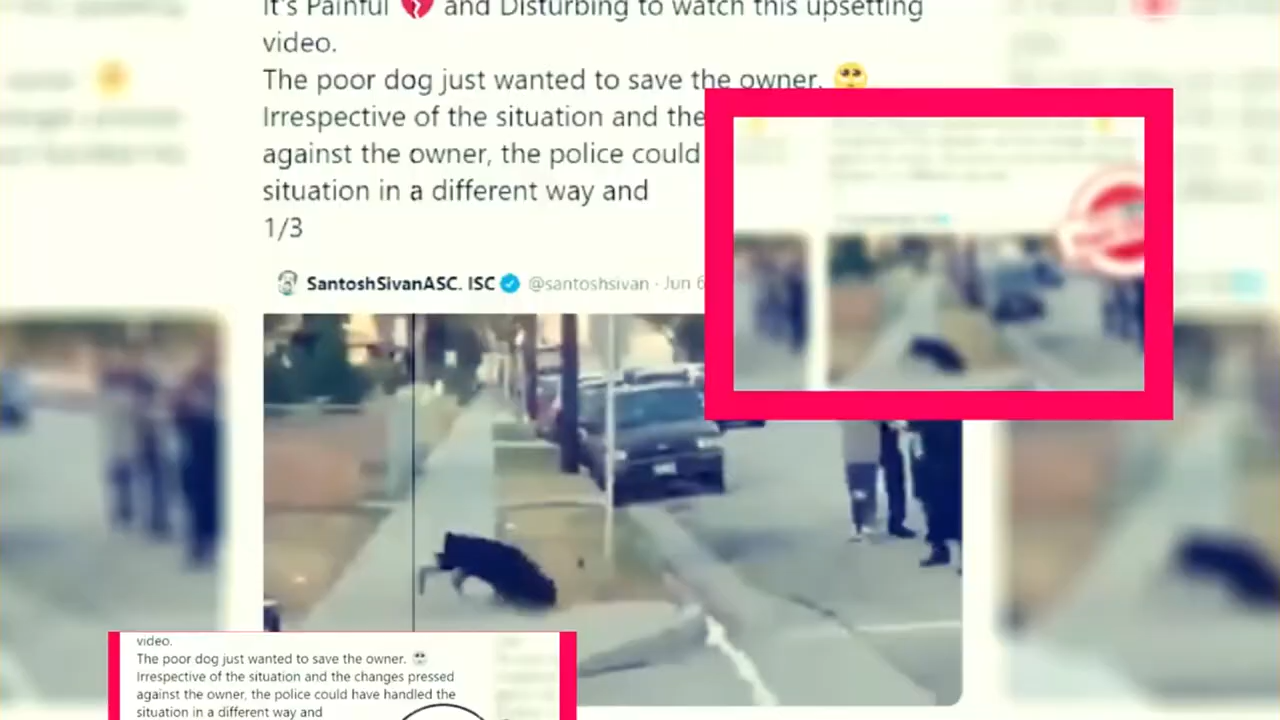 It's Painful 💔 and Disturbing to watch this upsetting
video.
The poor dog just wanted to save the owner. 🥺
Irrespective of the situation and the
against the owner, the police could
situation in a different way and
1/3
SantoshSivanASC. ISC @santoshsivan · Jun 6
video.
The poor dog just wanted to save the owner. 🥺
Irrespective of the situation and the changes pressed
against the owner, the police could have handled the
situation in a different way and